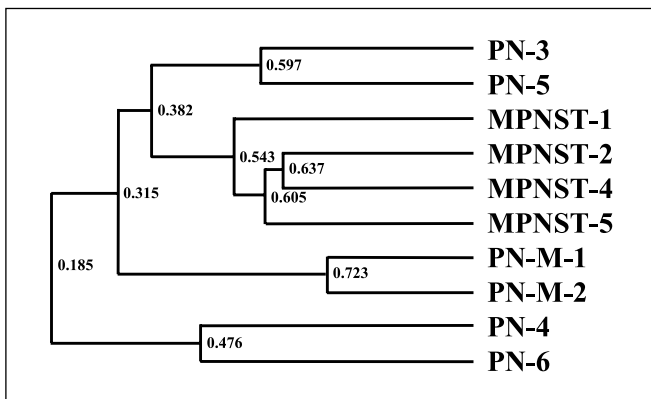 PN-3
0.597
PN-5
0.382
MPNST-1
0.543
MPNST-2
0.637
MPNST-4
0.315
0.605
MPNST-5
PN-M-1
0.185
0.723
PN-M-2
PN-4
0.476
PN-6